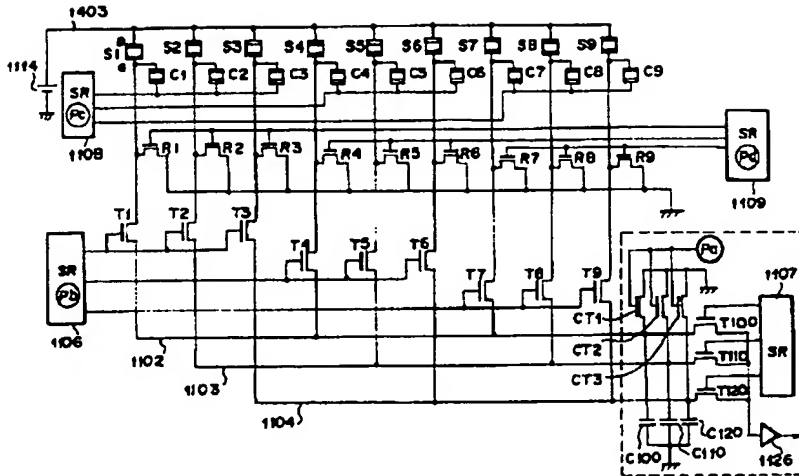 1403
S1 S2 S3 S4 S5 S6 S7 S8 S9
1114
C1 C2 C3 C4 C5 C6 C7 C8 C9
SR
Pc
1108
SR
Pd
1109
R1 R2 R3 R4 R5 R6 R7 R8 R9
T1 T2 T3
T4 T5 T6
T7 T8 T9
Pa
1107
SR
Pb
1106
CT1
CT2
CT3
T100
T110
T120
SR
1102
1103
1104
C100
C110
C120
1126